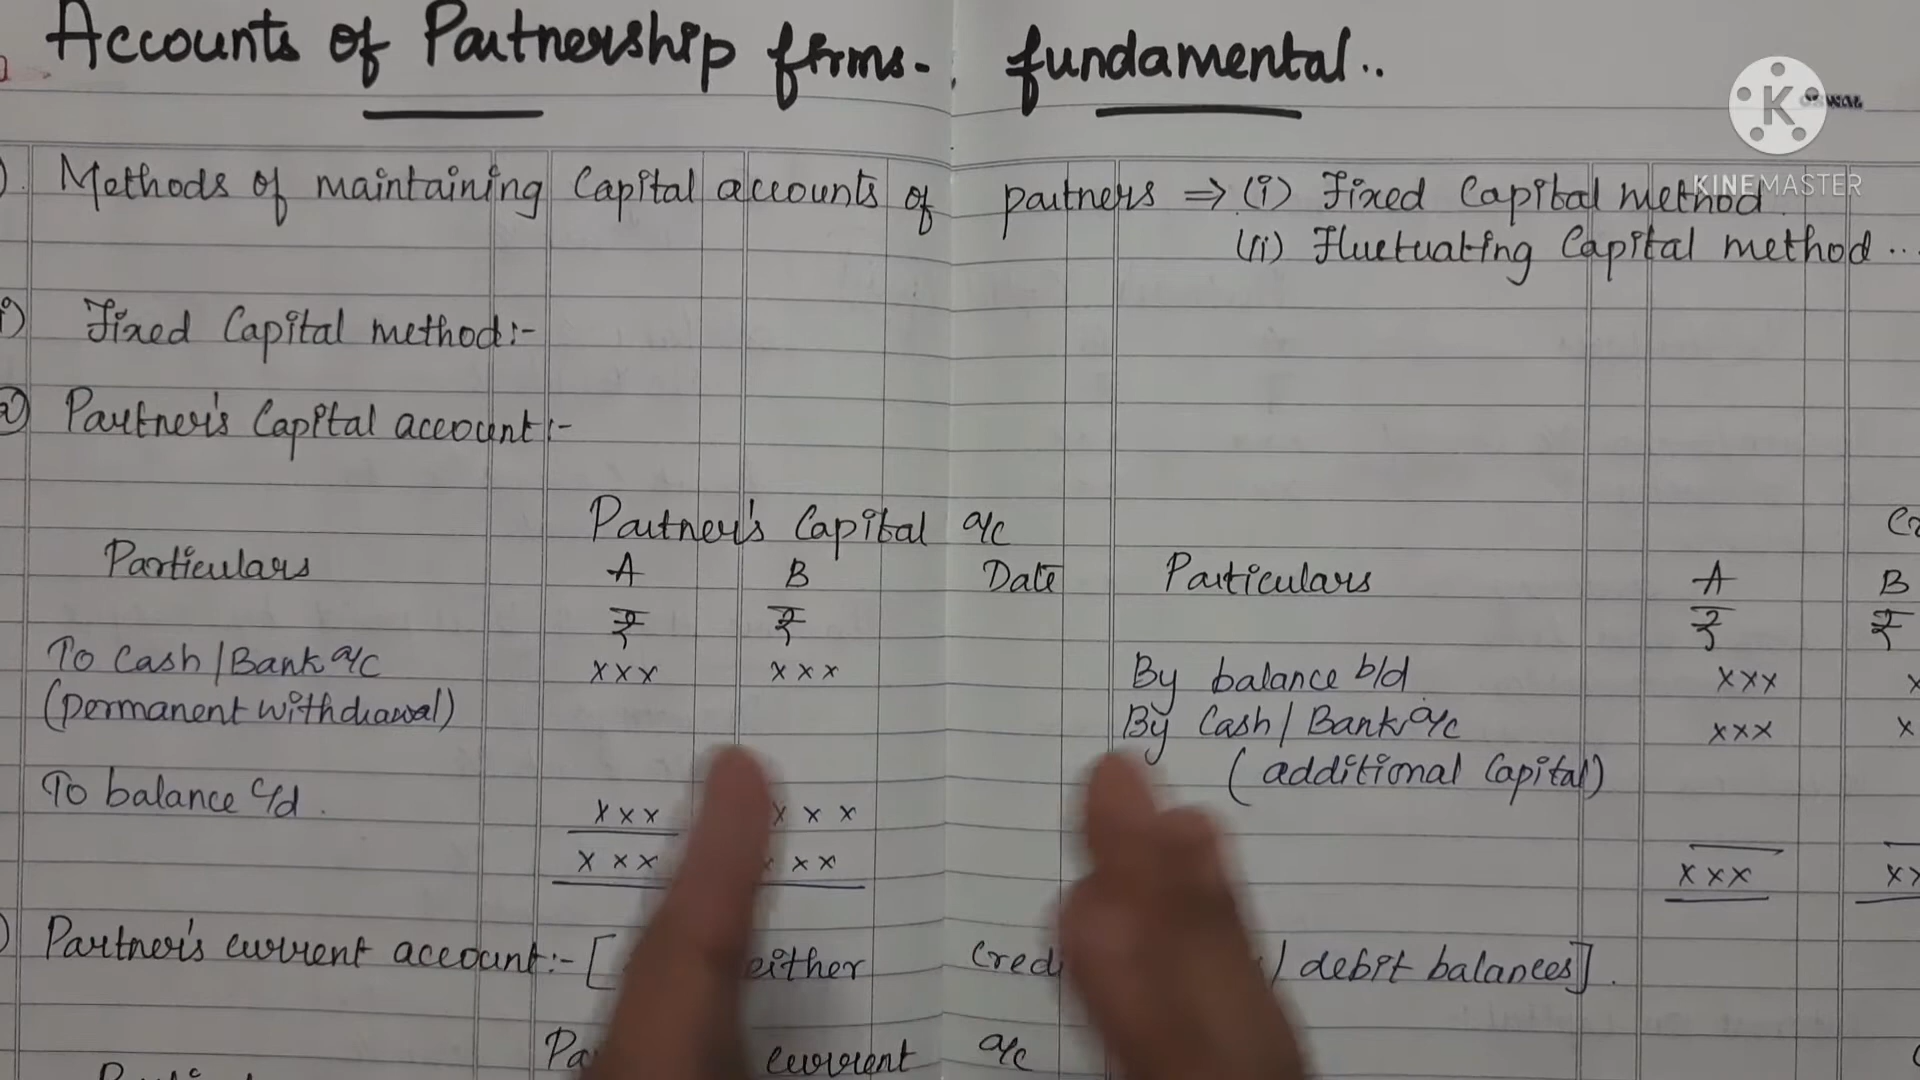 Accounts of Partnership firms. fundamental..
K
KINEMASTER
Methods of maintaining Capital accounts of partners ⇒ (i) Fixed Capital method
(ii) Fluctuating Capital method ..
i) Fixed Capital method:-
Partner's Capital account:-
Partner's Capital a/c
Particulars A B Date Particulars A B
₹ ₹ ₹ ₹
To Cash/Bank a/c xxx xxx By balance b/d xxx x
(permanent withdrawal) By Cash/Bank a/c xxx x
(additional Capital)
To balance c/d. xxx xxx
xxx xx xxx xx
Partner's current account:- [ either debit balances].
current a/c